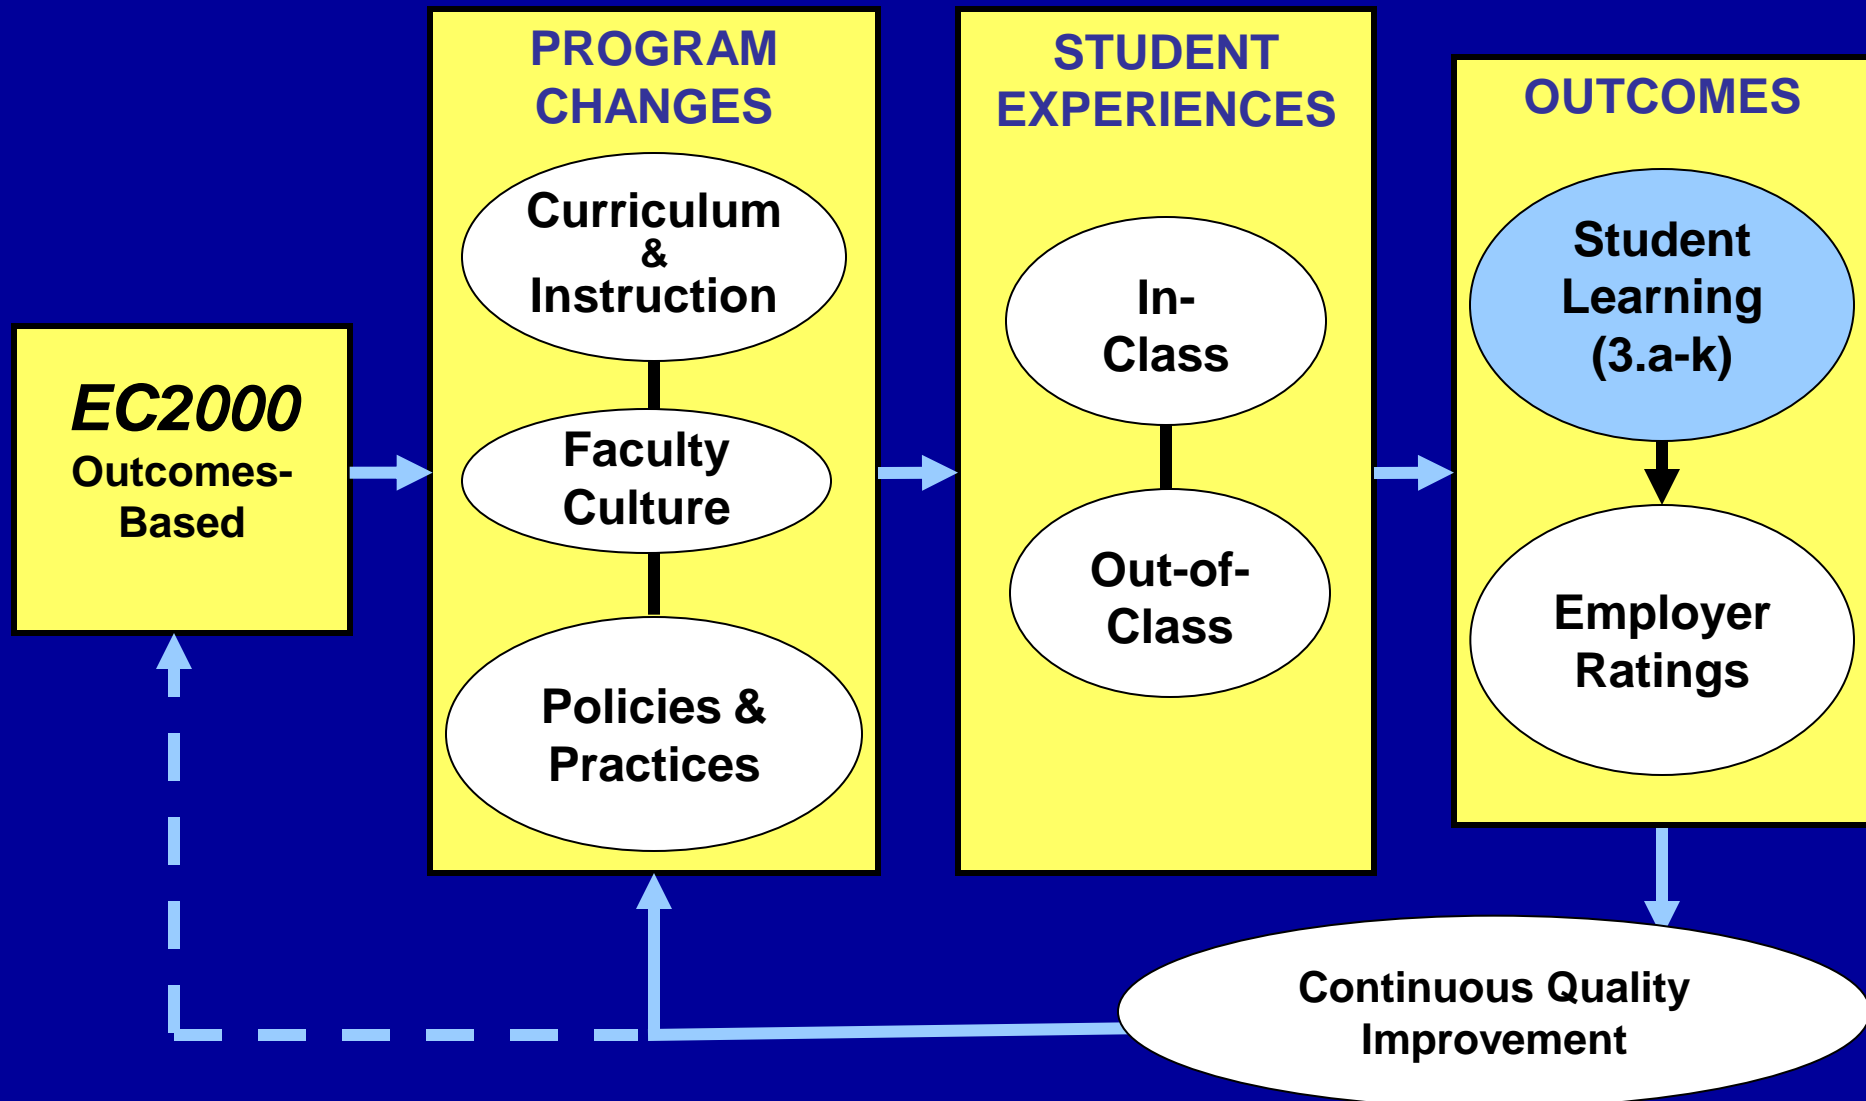 EC2000
Outcomes-
Based
PROGRAM
CHANGES
Curriculum
&
Instruction
Faculty
Culture
Policies &
Practices
STUDENT
EXPERIENCES
In-
Class
Out-of-
Class
OUTCOMES
Student
Learning
(3.a-k)
Employer
Ratings
Continuous Quality
Improvement